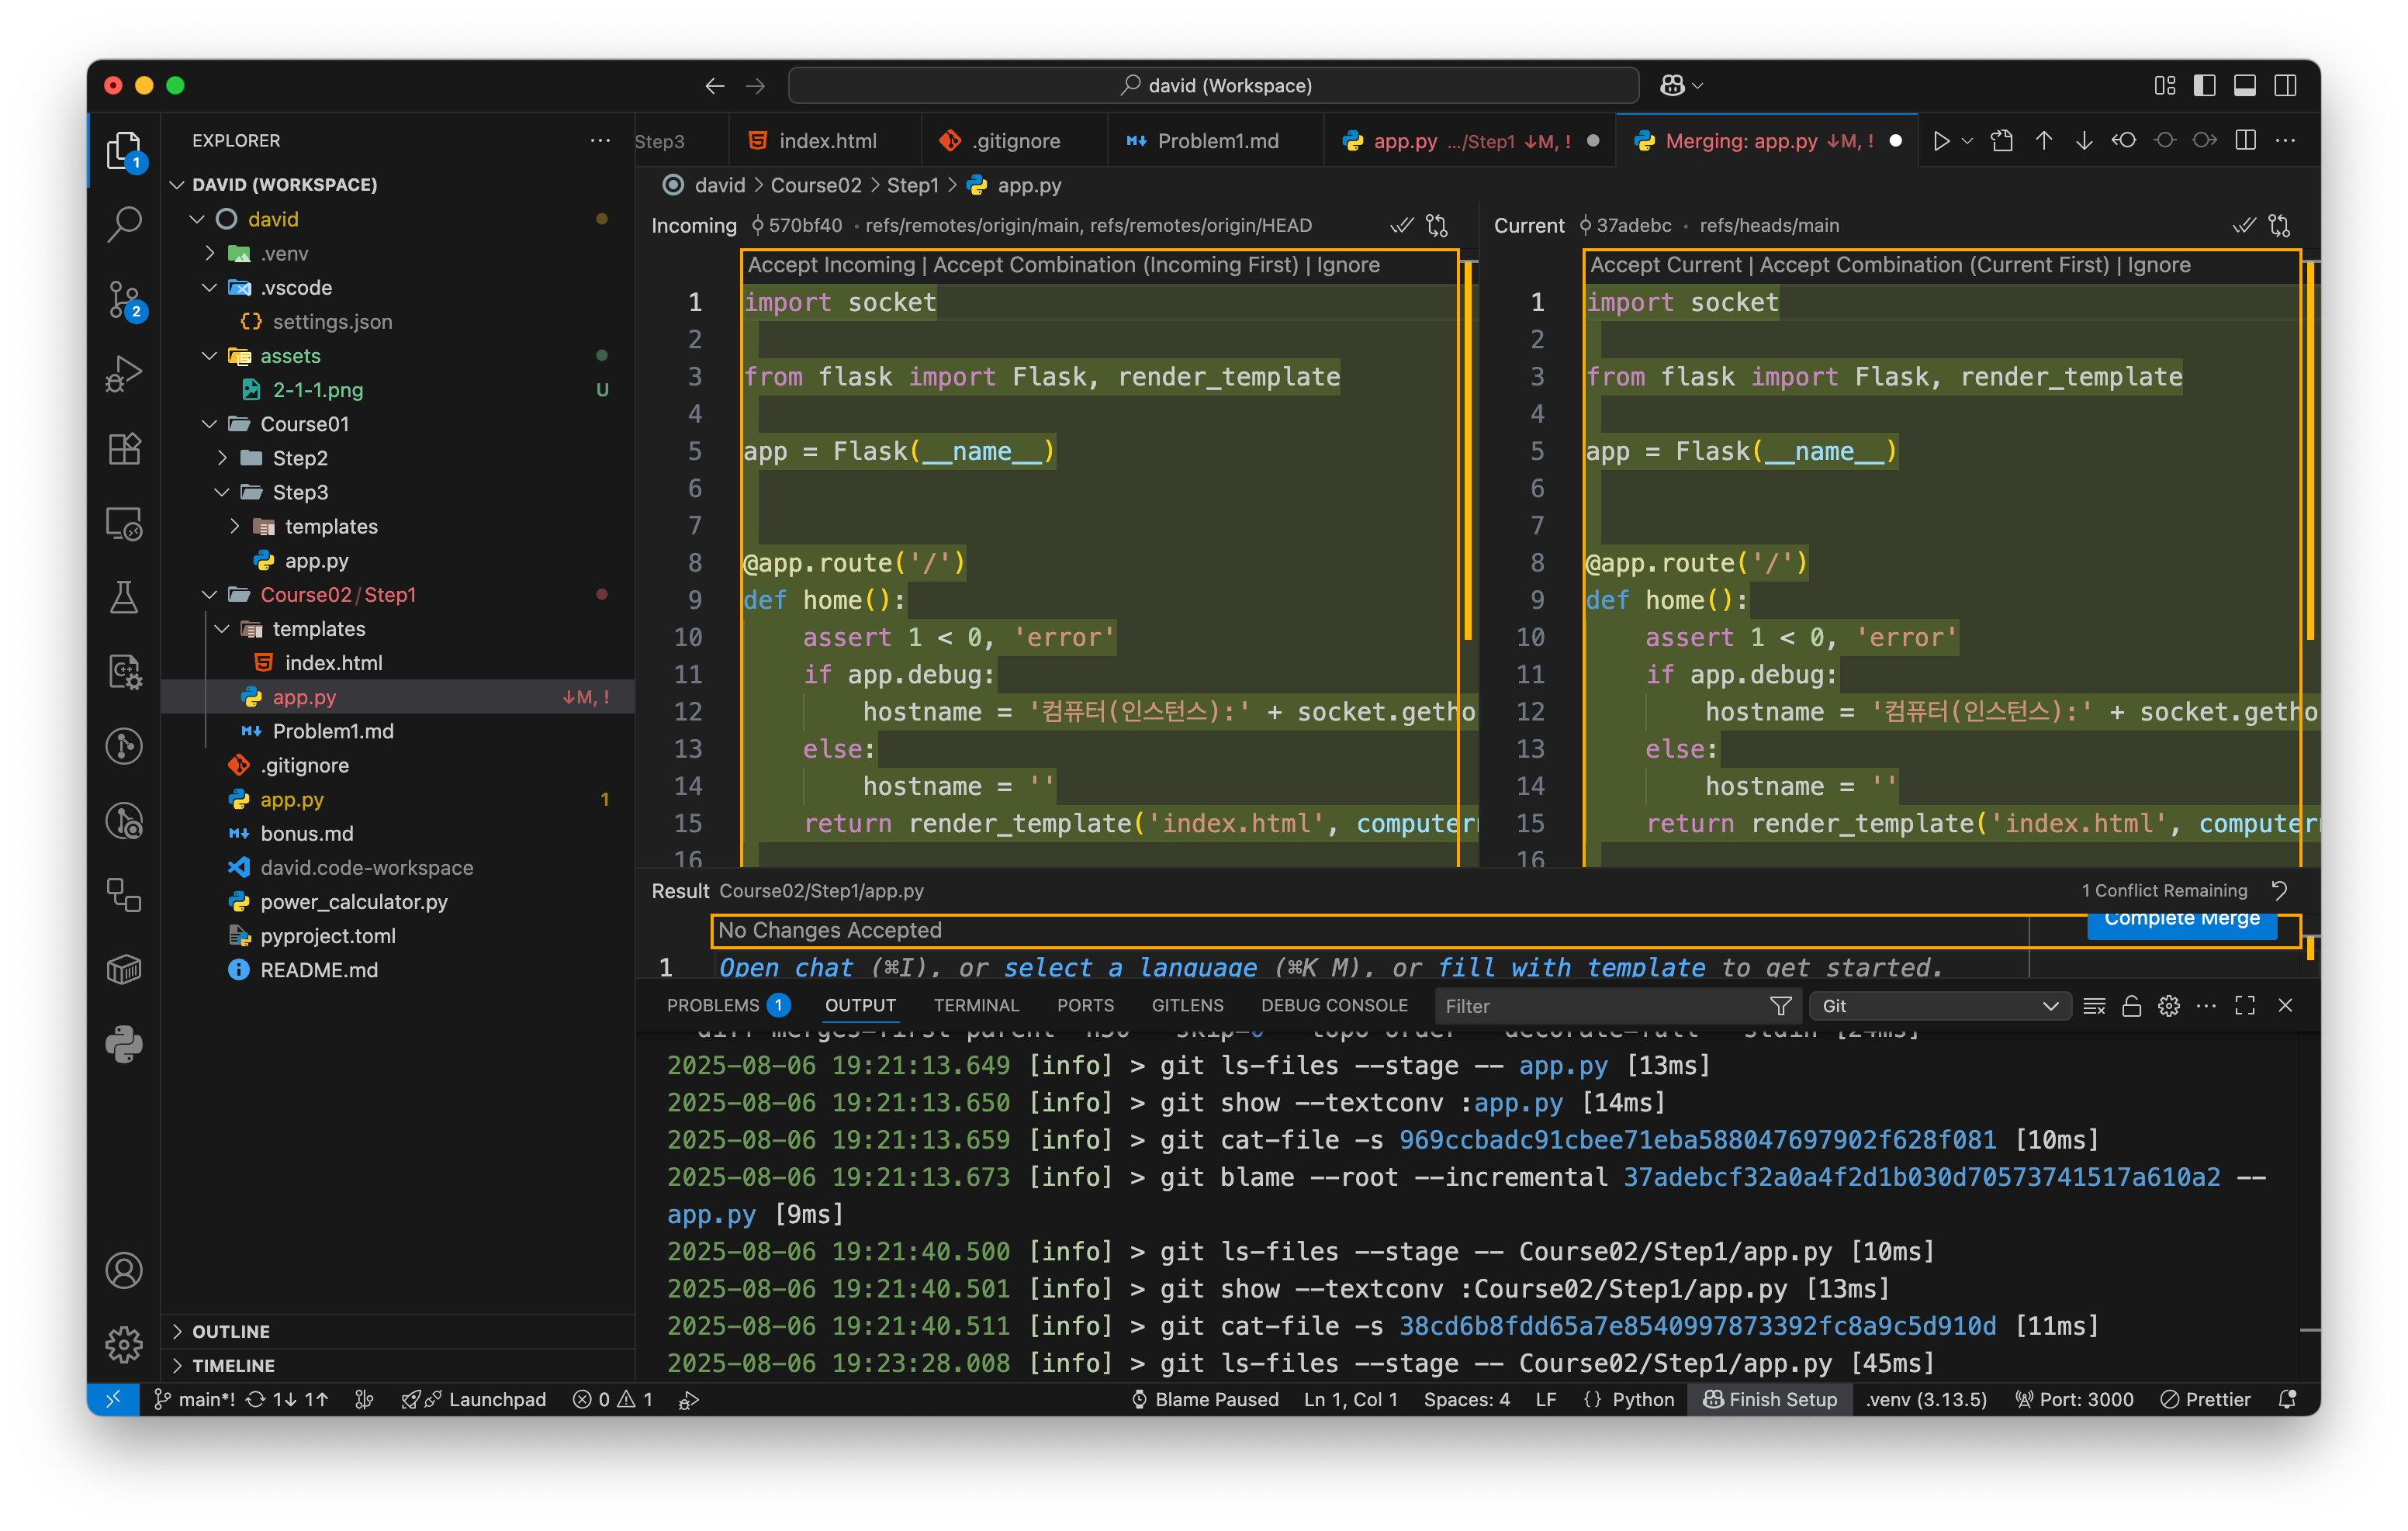 david (Workspace)
EXPLORER
Step3
index.html
.gitignore
Problem1.md
app.py .../Step1 ↓M, !
Merging: app.py ↓M, !
DAVID (WORKSPACE)
david
.venv
.vscode
settings.json
assets
2-1-1.png U
Course01
Step2
Step3
templates
app.py
Course02/Step1
templates
index.html
app.py ↓M, !
Problem1.md
.gitignore
app.py 1
bonus.md
david.code-workspace
power_calculator.py
pyproject.toml
README.md
OUTLINE
TIMELINE
1
2
david > Course02 > Step1 > app.py
Incoming 570bf40 • refs/remotes/origin/main, refs/remotes/origin/HEAD
Accept Incoming | Accept Combination (Incoming First) | Ignore
1 import socket
2
3 from flask import Flask, render_template
4
5 app = Flask(__name__)
6
7
8 @app.route('/')
9 def home():
10 assert 1 < 0, 'error'
11 if app.debug:
12 hostname = '컴퓨터(인스턴스):' + socket.getho
13 else:
14 hostname = ''
15 return render_template('index.html', computer
16
Current 37adebc • refs/heads/main
Accept Current | Accept Combination (Current First) | Ignore
1 import socket
2
3 from flask import Flask, render_template
4
5 app = Flask(__name__)
6
7
8 @app.route('/')
9 def home():
10 assert 1 < 0, 'error'
11 if app.debug:
12 hostname = '컴퓨터(인스턴스):' + socket.getho
13 else:
14 hostname = ''
15 return render_template('index.html', computer
16
Result Course02/Step1/app.py
1 Conflict Remaining
No Changes Accepted
Complete Merge
1 Open chat (⌘I), or select a language (⌘K M), or fill with template to get started.
PROBLEMS 1 OUTPUT TERMINAL PORTS GITLENS DEBUG CONSOLE Filter Git
2025-08-06 19:21:13.649 [info] > git ls-files --stage -- app.py [13ms]
2025-08-06 19:21:13.650 [info] > git show --textconv :app.py [14ms]
2025-08-06 19:21:13.659 [info] > git cat-file -s 969ccbadc91cbee71eba588047697902f628f081 [10ms]
2025-08-06 19:21:13.673 [info] > git blame --root --incremental 37adebcf32a0a4f2d1b030d70573741517a610a2 --
app.py [9ms]
2025-08-06 19:21:40.500 [info] > git ls-files --stage -- Course02/Step1/app.py [10ms]
2025-08-06 19:21:40.501 [info] > git show --textconv :Course02/Step1/app.py [13ms]
2025-08-06 19:21:40.511 [info] > git cat-file -s 38cd6b8fdd65a7e8540997873392fc8a9c5d910d [11ms]
2025-08-06 19:23:28.008 [info] > git ls-files --stage -- Course02/Step1/app.py [45ms]
main*! 1↓ 1↑ Launchpad 0 1 Blame Paused Ln 1, Col 1 Spaces: 4 LF {} Python Finish Setup .venv (3.13.5) Port: 3000 Prettier